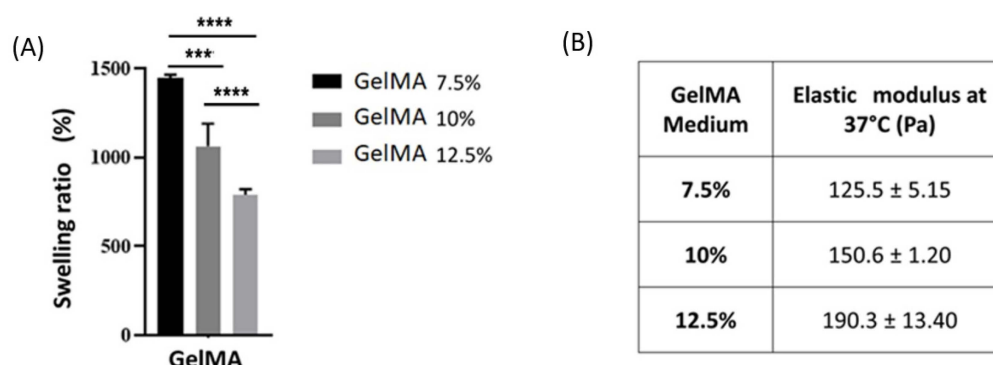 (A)
****
***
****
Swelling ratio (%)
1500
1000
500
0
GelMA
GelMA 7.5%
GelMA 10%
GelMA 12.5%
(B)
GelMA Medium
Elastic modulus at 37°C (Pa)
7.5%
125.5 ± 5.15
10%
150.6 ± 1.20
12.5%
190.3 ± 13.40